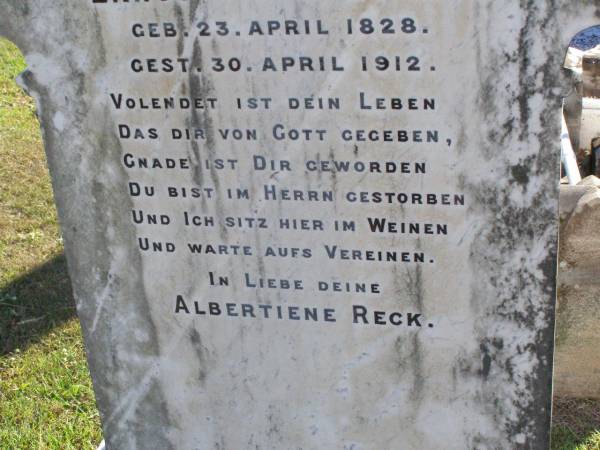 GEB. 23. APRIL 1828.
GEST. 30. APRIL 1912.
VOLENDET IST DEIN LEBEN
DAS DIR VON GOTT GEGEBEN,
GNADE IST DIR GEWORDEN
DU BIST IM HERRN GESTORBEN
UND ICH SITZ HIER IM WEINEN
UND WARTE AUFS VEREINEN.
IN LIEBE DEINE
ALBERTIENE RECK.